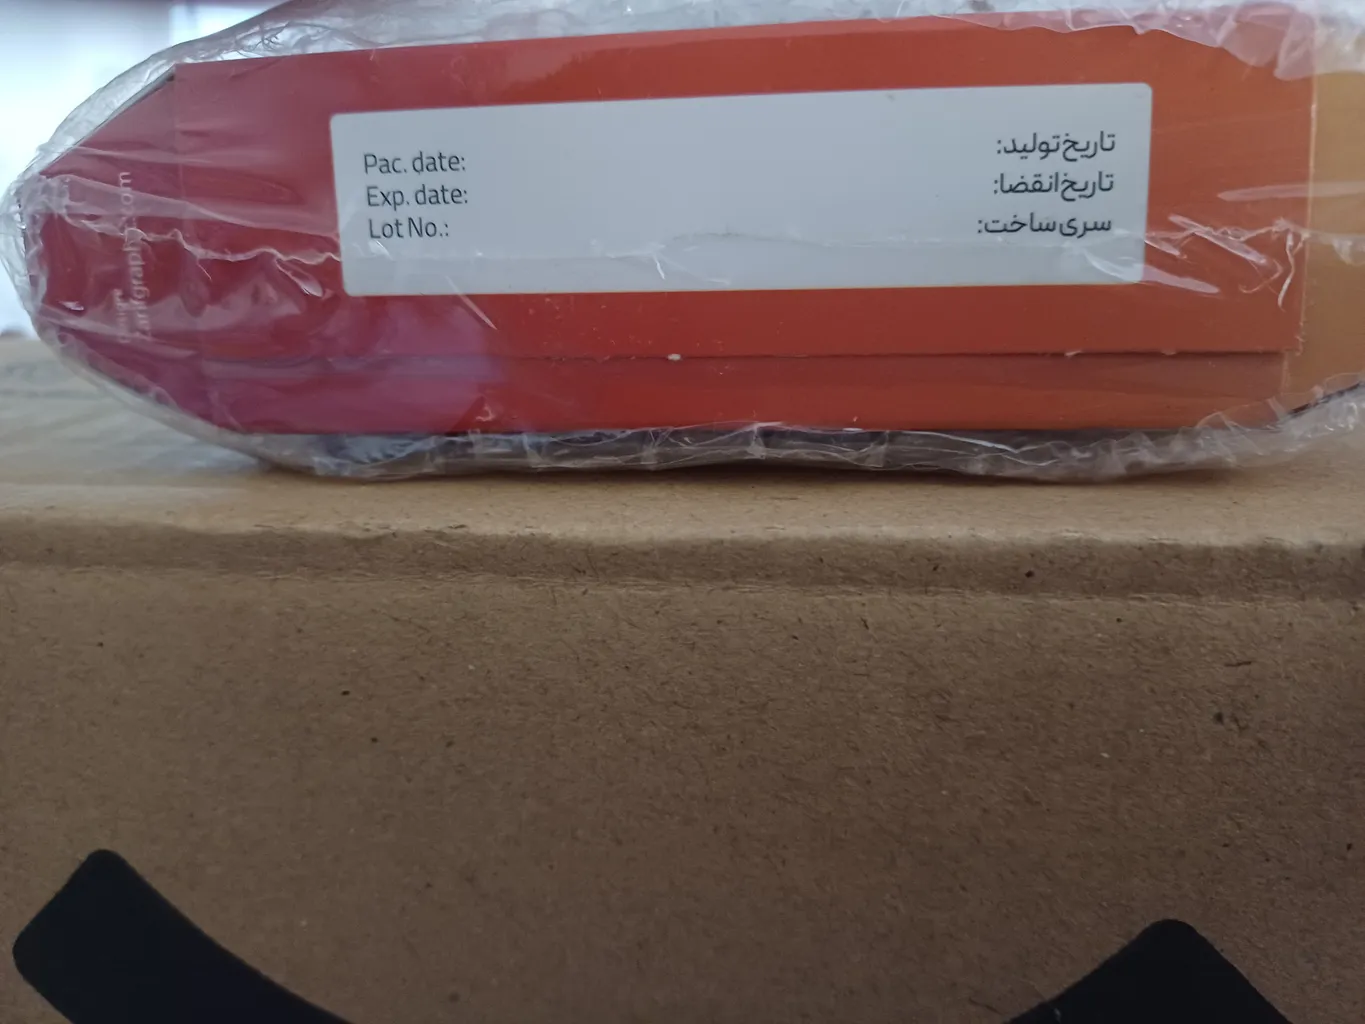 Pac. date:
Exp. date:
Lot No.:
تاریخ تولید:
تاریخ انقضا:
سری ساخت: